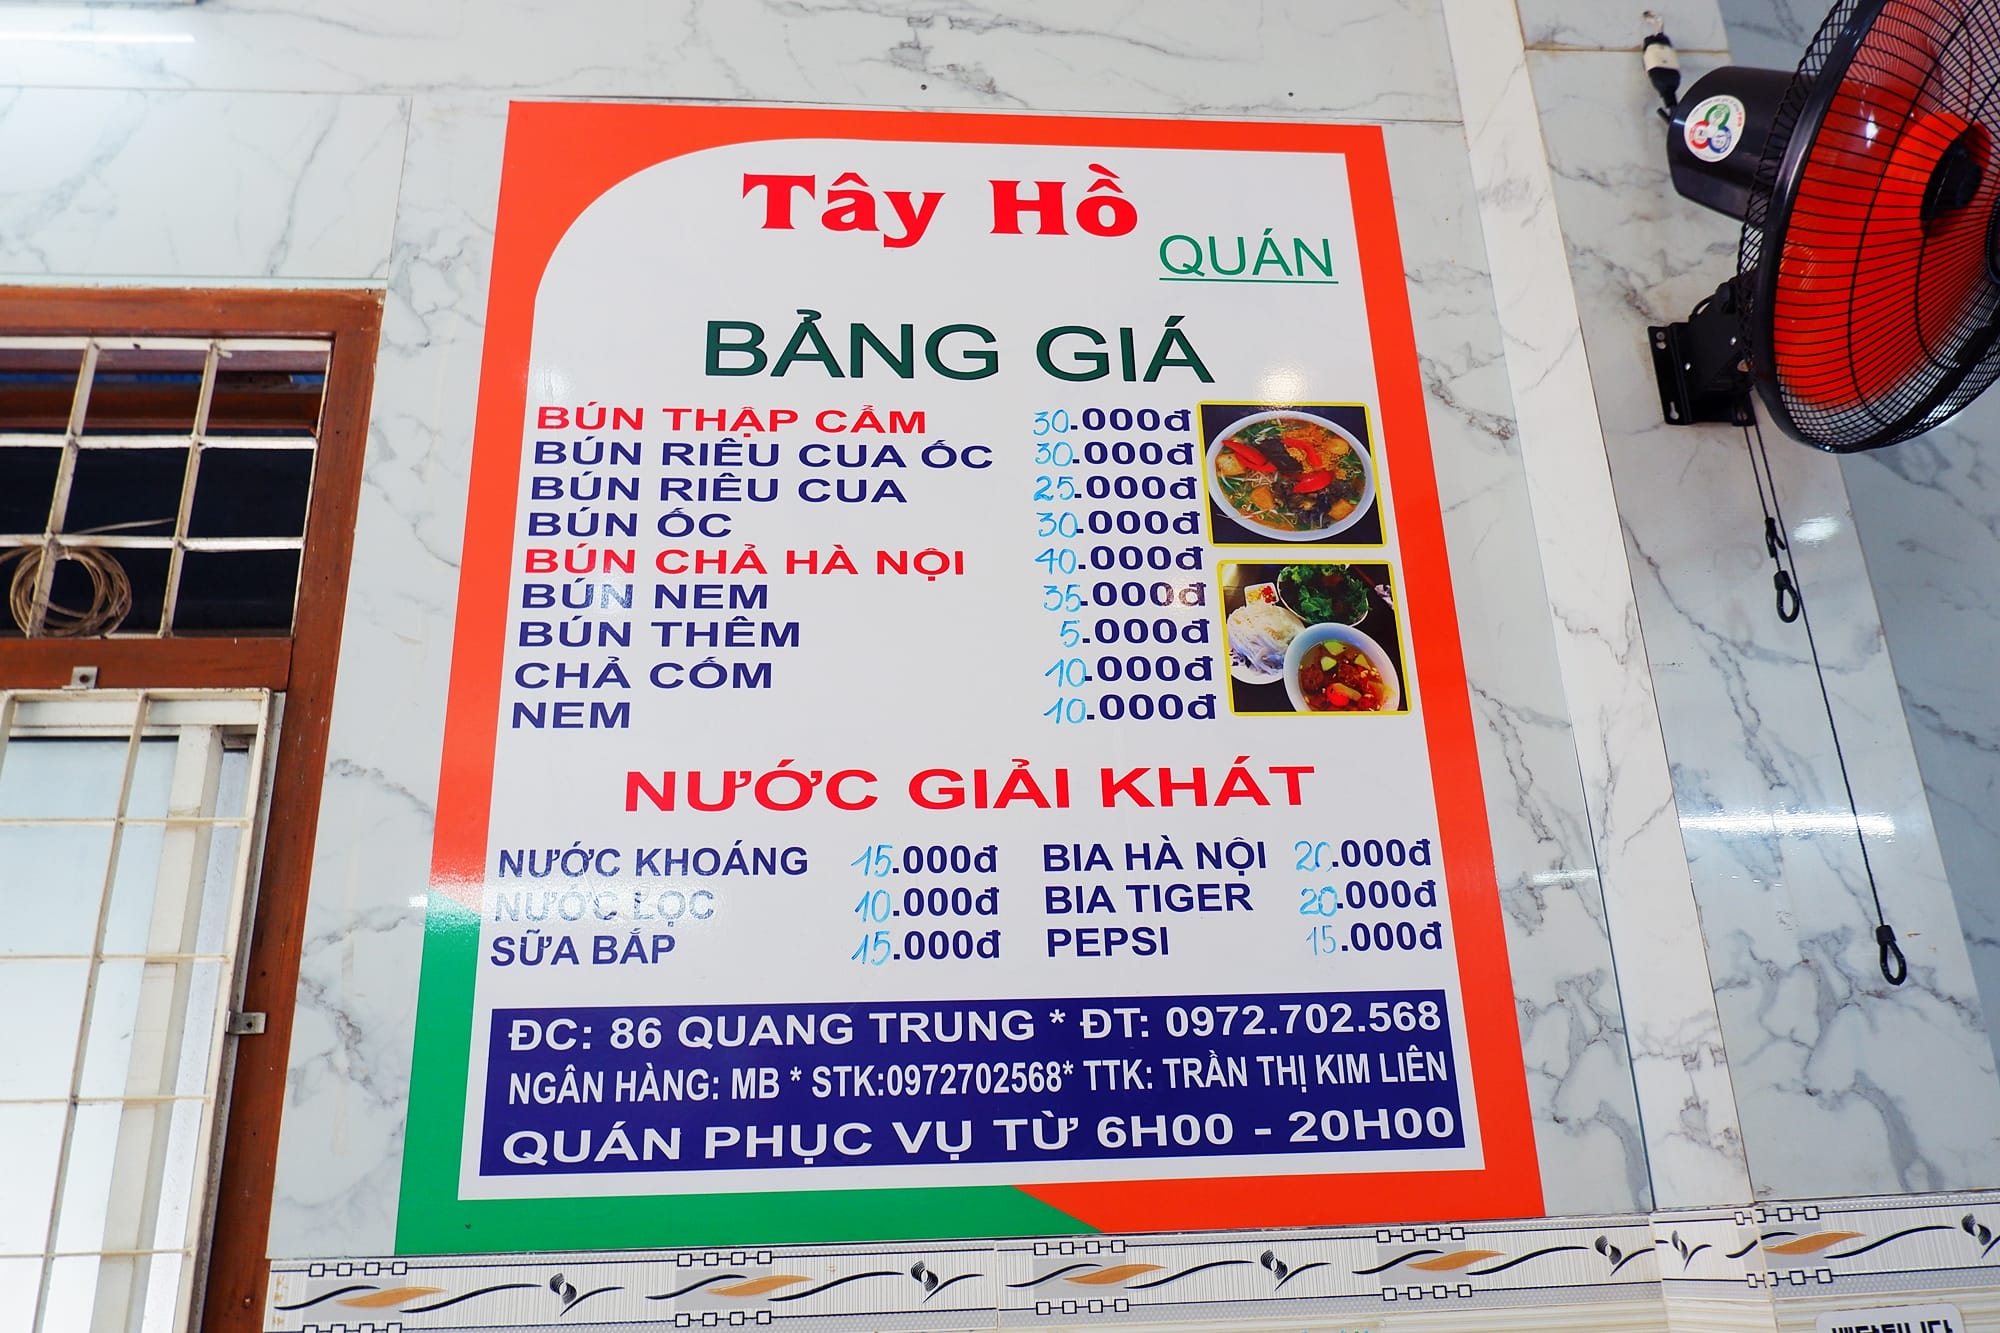 Tây Hồ
QUÁN
BẢNG GIÁ
BÚN THẬP CẨM 30.000đ
BÚN RIÊU CUA ỐC 30.000đ
BÚN RIÊU CUA 25.000đ
BÚN ỐC 30.000đ
BÚN CHẢ HÀ NỘI 40.000đ
BÚN NEM 35.000đ
BÚN THÊM 5.000đ
CHẢ CỐM 10.000đ
NEM 10.000đ
NƯỚC GIẢI KHÁT
NƯỚC KHOÁNG 15.000đ BIA HÀ NỘI 20.000đ
NƯỚC LỌC 10.000đ BIA TIGER 20.000đ
SỮA BẮP 15.000đ PEPSI 15.000đ
ĐC: 86 QUANG TRUNG * ĐT: 0972.702.568
NGÂN HÀNG: MB * STK:0972702568* TTK: TRẦN THỊ KIM LIÊN
QUÁN PHỤC VỤ TỪ 6H00 - 20H00